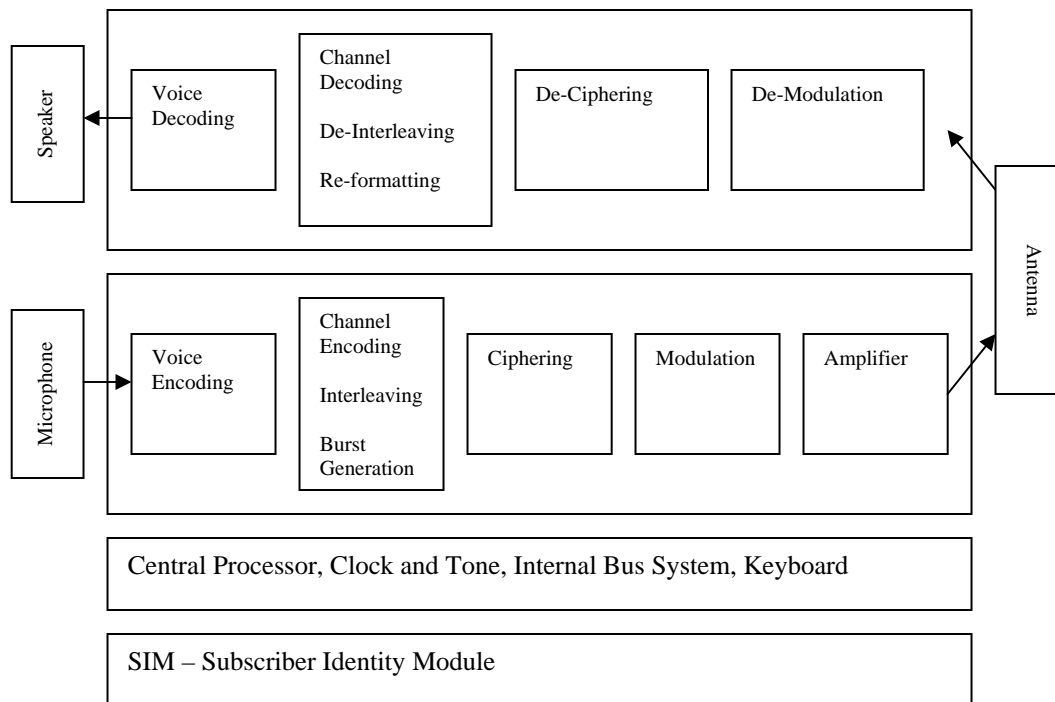 Speaker
Voice
Decoding
Channel
Decoding
De-Interleaving
Re-formatting
De-Ciphering
De-Modulation
Antenna
Microphone
Voice
Encoding
Channel
Encoding
Interleaving
Burst
Generation
Ciphering
Modulation
Amplifier
Central Processor, Clock and Tone, Internal Bus System, Keyboard
SIM – Subscriber Identity Module